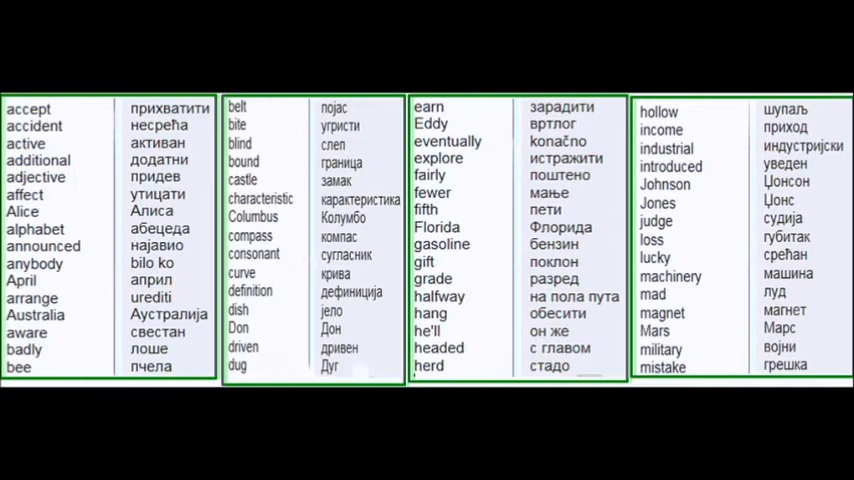 accept прихватити
accident несрећа
active активан
additional додатни
adjective придев
affect утицати
Alice Алиса
alphabet абецеда
announced најавио
anybody bilo ko
April април
arrange urediti
Australia Аустралија
aware свестан
badly лоше
bee пчела
belt појас
bite угристи
blind слеп
bound граница
castle замак
characteristic карактеристика
Columbus Колумбо
compass компас
consonant сугласник
curve крива
definition дефиниција
dish јело
Don Дон
driven дривен
dug Дуг
earn зарадити
Eddy вртлог
eventually konačno
explore истражити
fairly поштено
fewer мање
fifth пети
Florida Флорида
gasoline бензин
gift поклон
grade разред
halfway на пола пута
hang обесити
he'll он же
headed с главом
herd стадо
hollow шупаљ
income приход
industrial индустријски
introduced уведен
Johnson Џонсон
Jones Џонс
judge судија
loss губитак
lucky срећан
machinery машина
mad луд
magnet магнет
Mars Марс
military војни
mistake грешка